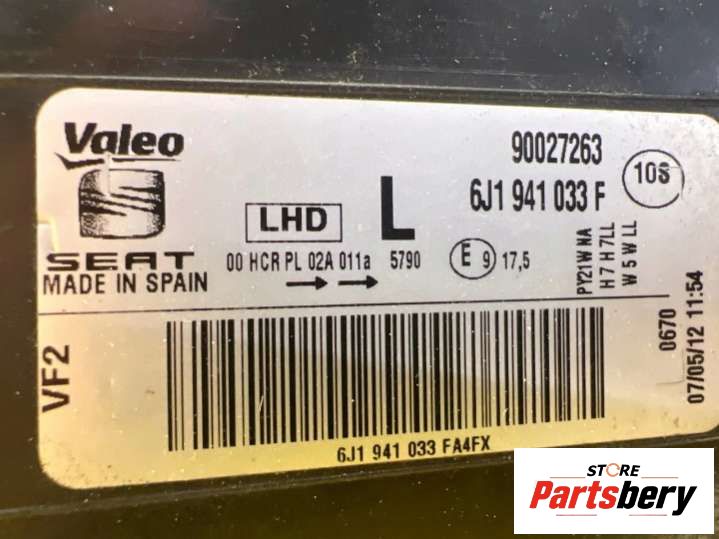 Valeo
SEAT
MADE IN SPAIN
LHD
L
90027263
6J1 941 033 F
10S
00 HCR PL 02A 011a
5790
E 9 17,5
PY21W NA
H7 H7LL
W5W LL
0670
07/05/12 11:54
VF2
6J1 941 033 FA4FX
STORE
Partsbery